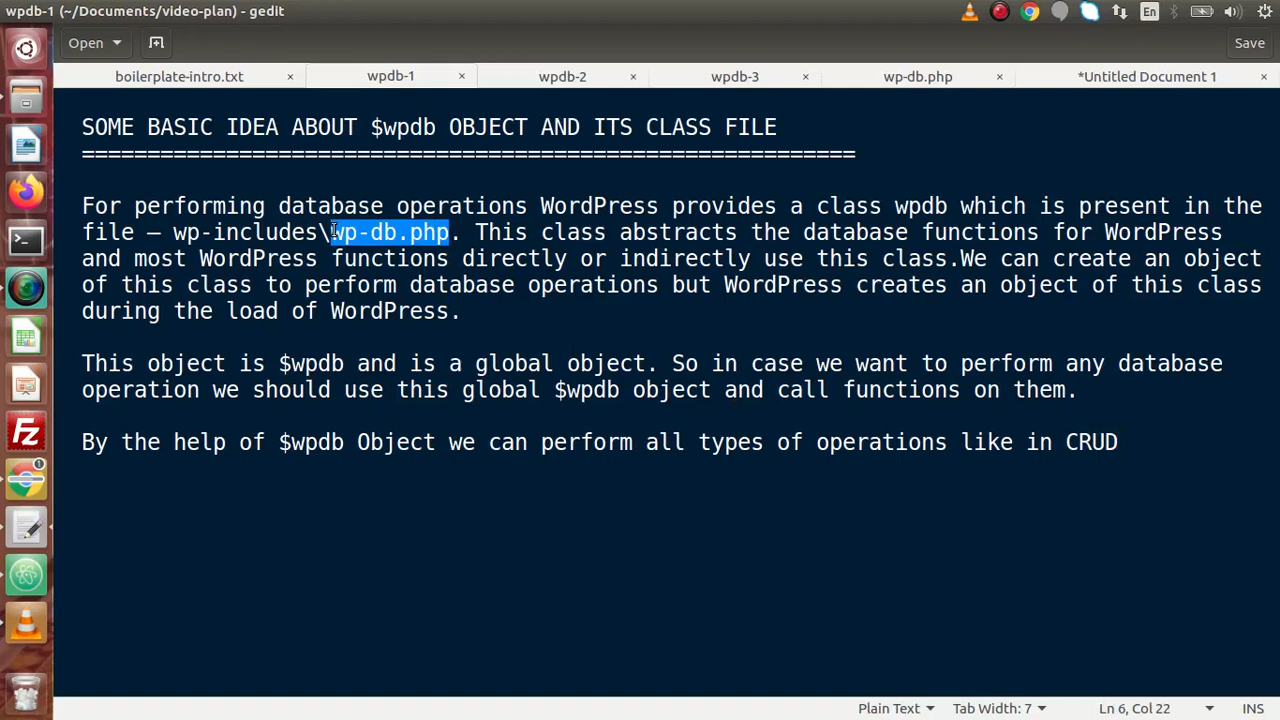 wpdb-1 (~/Documents/video-plan) - gedit
En
Open
Save
boilerplate-intro.txt × wpdb-1 × wpdb-2 × wpdb-3 × wp-db.php × *Untitled Document 1 ×
SOME BASIC IDEA ABOUT $wpdb OBJECT AND ITS CLASS FILE
===========================================================
For performing database operations WordPress provides a class wpdb which is present in the
file – wp-includes\wp-db.php. This class abstracts the database functions for WordPress
and most WordPress functions directly or indirectly use this class.We can create an object
of this class to perform database operations but WordPress creates an object of this class
during the load of WordPress.
This object is $wpdb and is a global object. So in case we want to perform any database
operation we should use this global $wpdb object and call functions on them.
By the help of $wpdb Object we can perform all types of operations like in CRUD
1
Plain Text Tab Width: 7 Ln 6, Col 22 INS